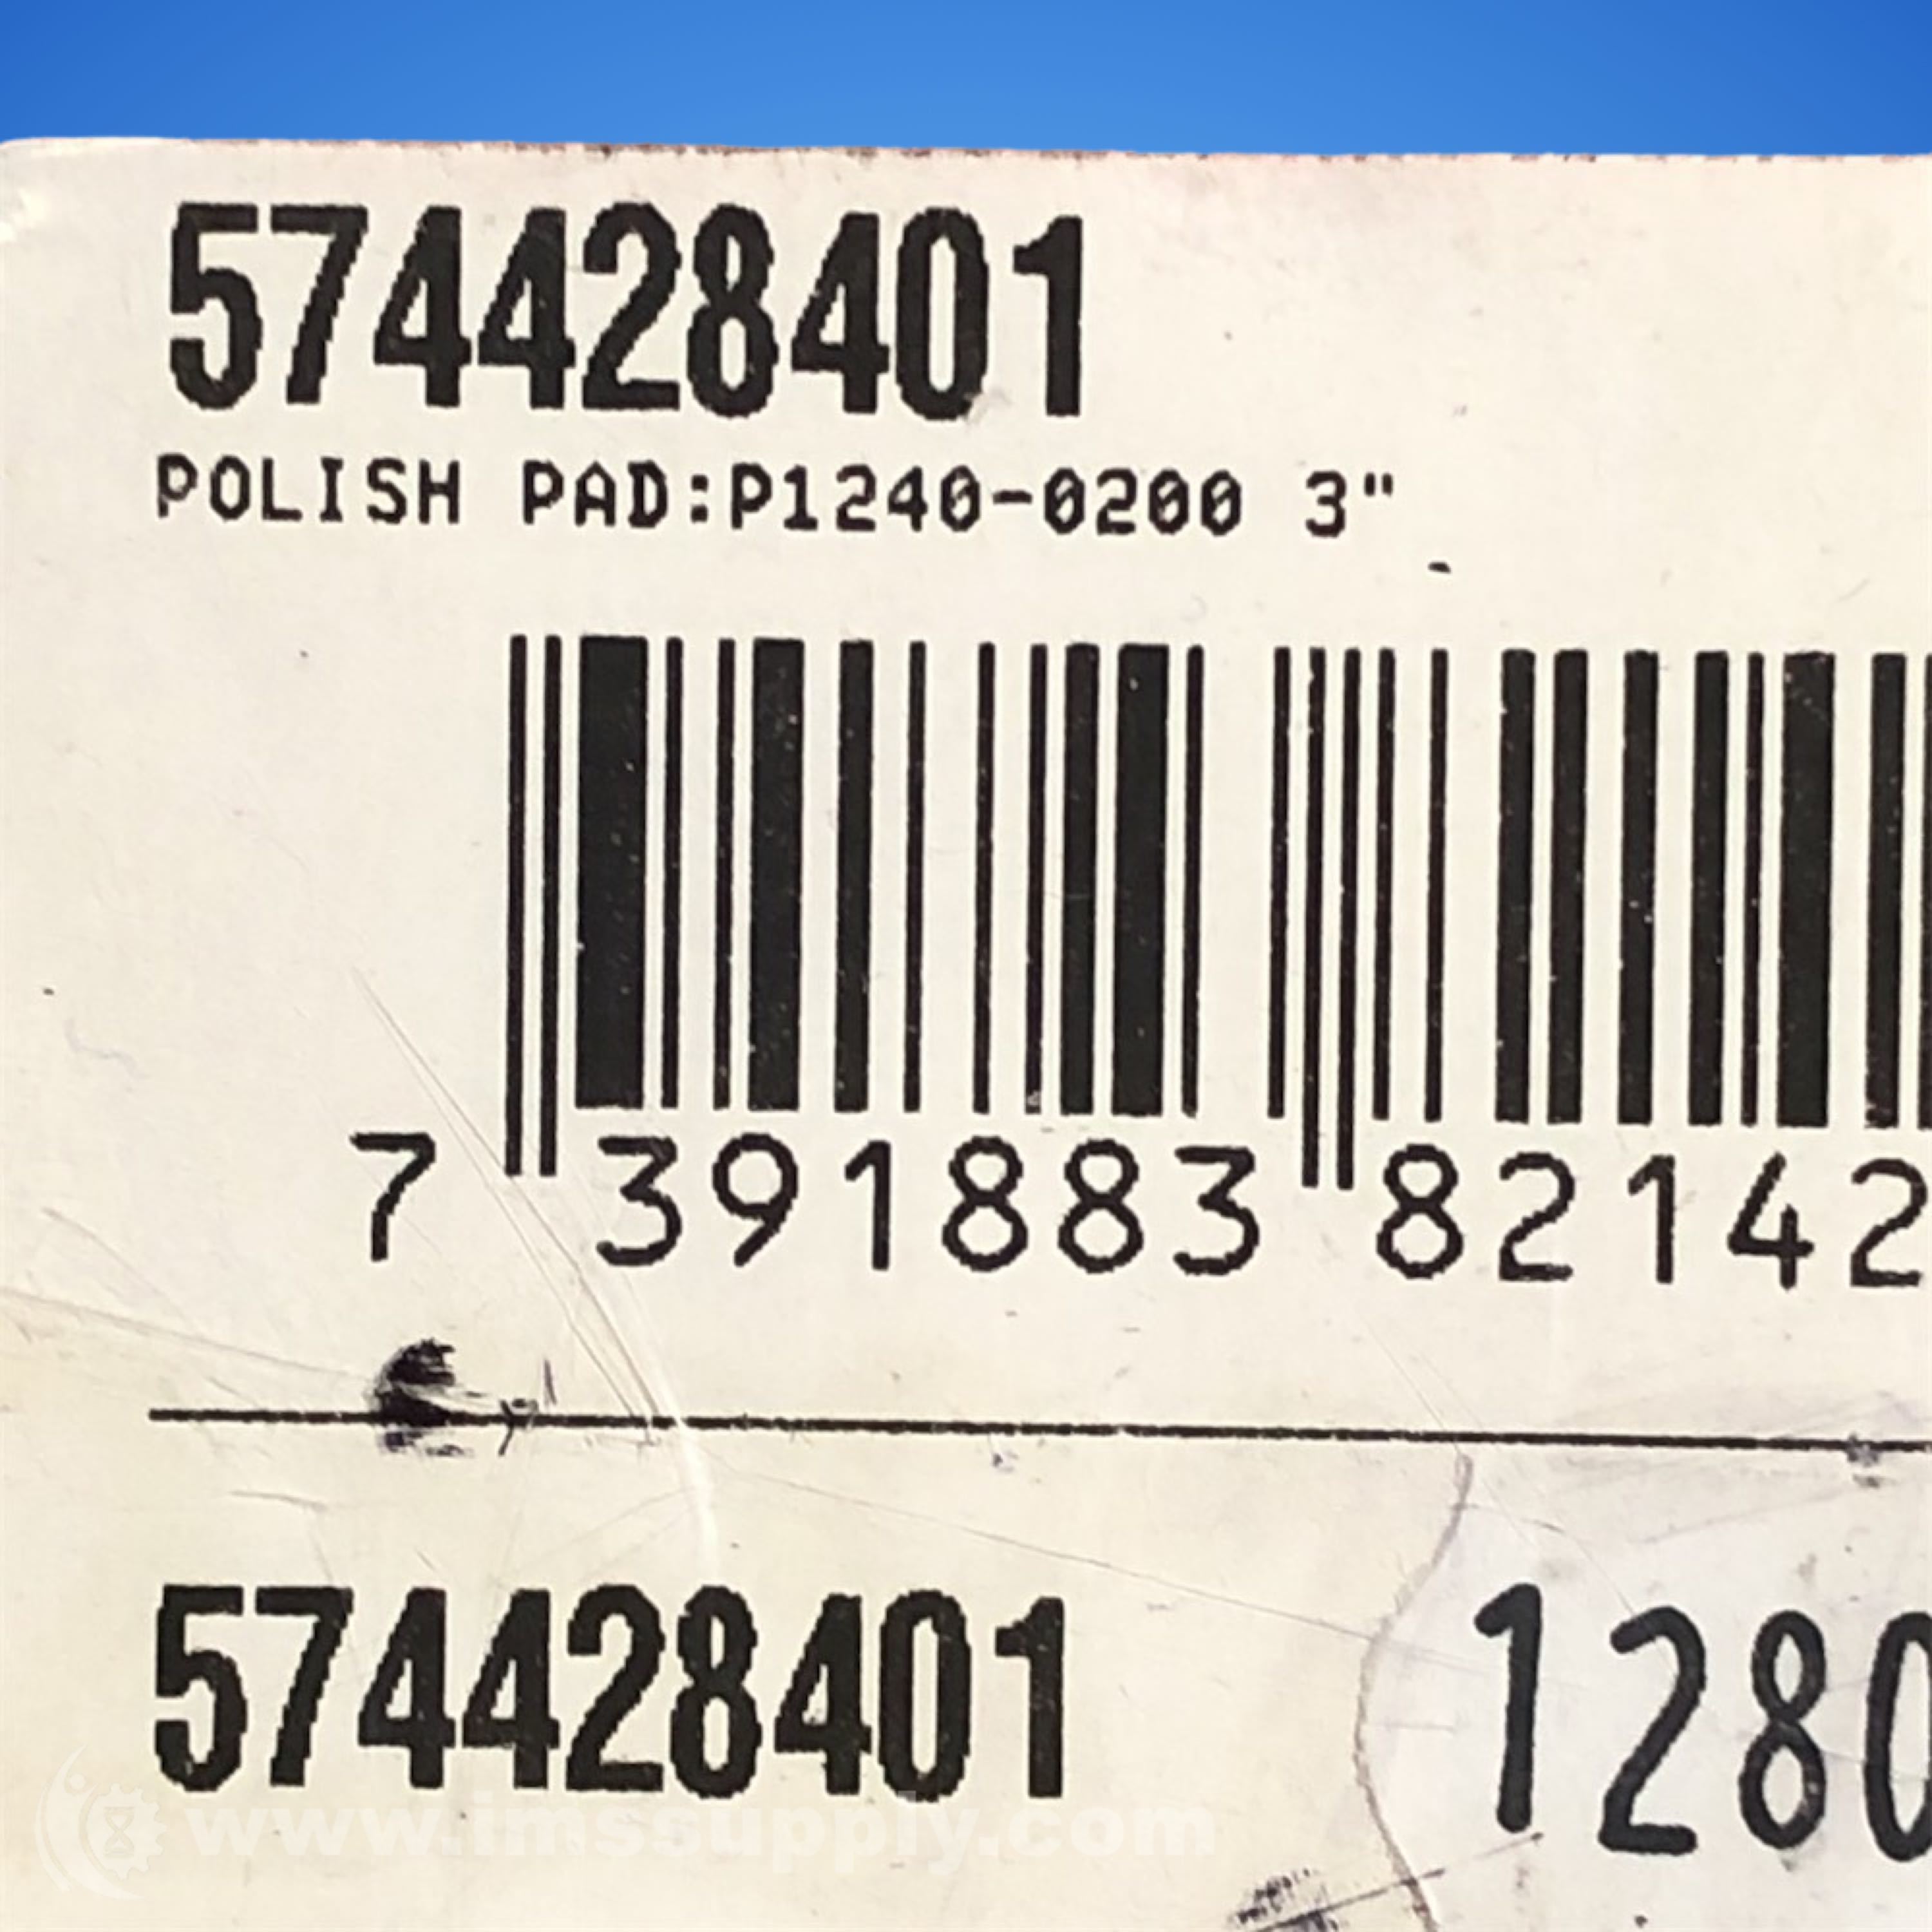 574428401
POLISH PAD:P1240-0200 3"
7 391883 82142
574428401 1280
www.imssupply.com